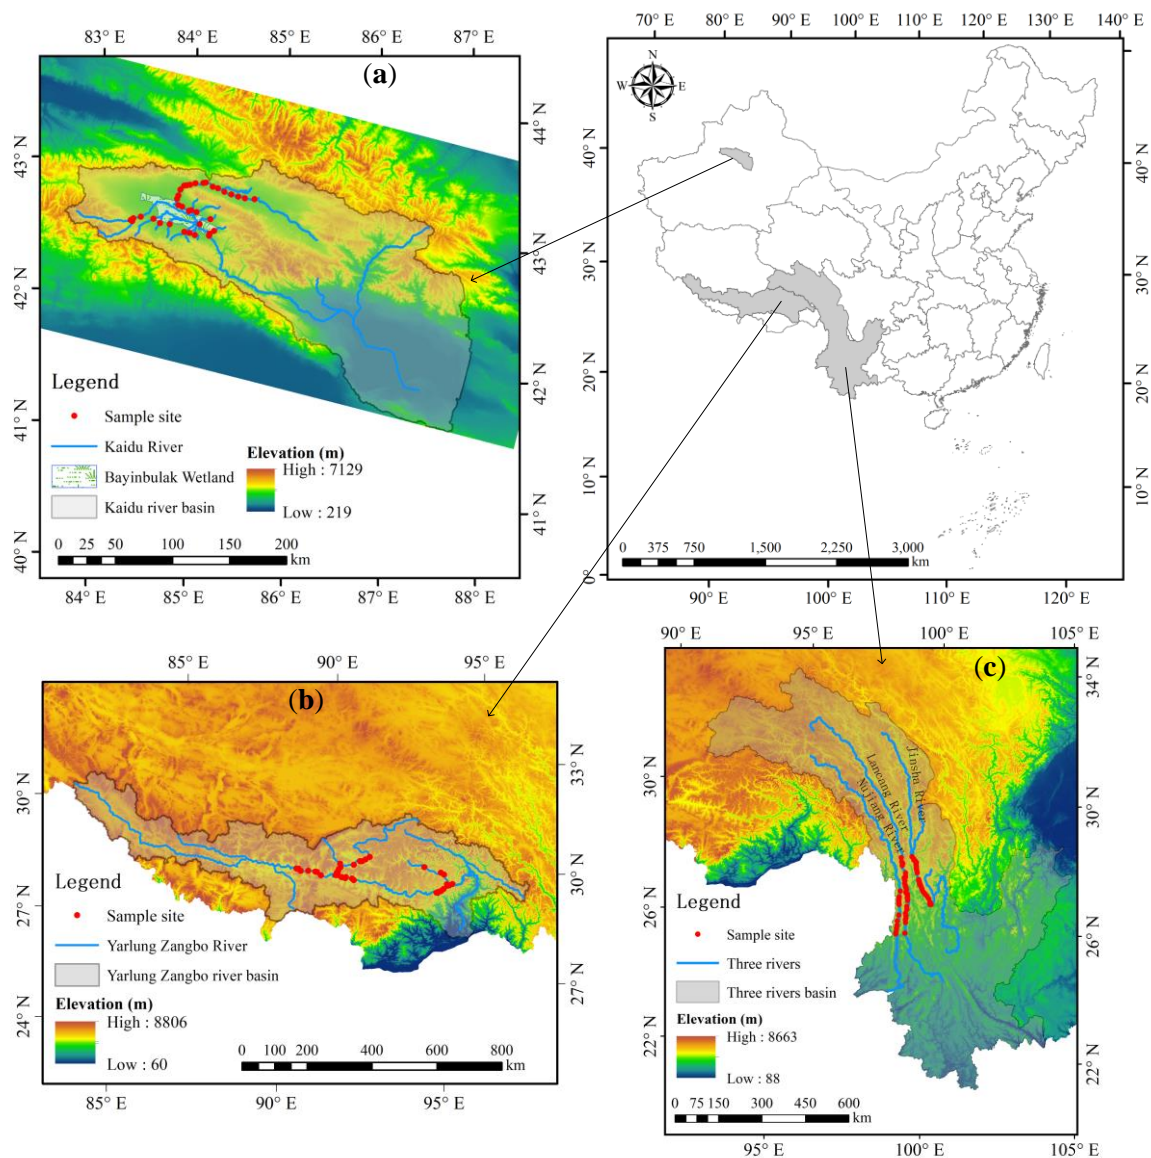 83° E 84° E 85° E 86° E 87° E
(a)
44° N
43° N
43° N
42° N
42° N
41° N
41° N
40° N
Legend
Sample site
Kaidu River
Bayinbulak Wetland
Kaidu river basin
Elevation (m)
High : 7129
Low : 219
0 25 50 100 150 200
km
84° E 85° E 86° E 87° E 88° E
70° E 80° E 90° E 100° E 110° E 120° E 130° E 140° E
N
W E
S
40° N
40° N
30° N
30° N
20° N
20° N
10° N
10° N
0°
0 375 750 1,500 2,250 3,000
km
90° E 100° E 110° E 120° E
85° E 90° E 95° E
(b)
33° N
30° N
30° N
27° N
27° N
24° N
Legend
Sample site
Yarlung Zangbo River
Yarlung Zangbo river basin
Elevation (m)
High : 8806
Low : 60
0 100 200 400 600 800
km
85° E 90° E 95° E
90° E 95° E 100° E 105° E
(c)
34° N
30° N
30° N
26° N
26° N
22° N
22° N
Jinsha River
Lancang River
Nujiang River
Legend
Sample site
Three rivers
Three rivers basin
Elevation (m)
High : 8663
Low : 88
0 75 150 300 450 600
km
95° E 100° E 105° E